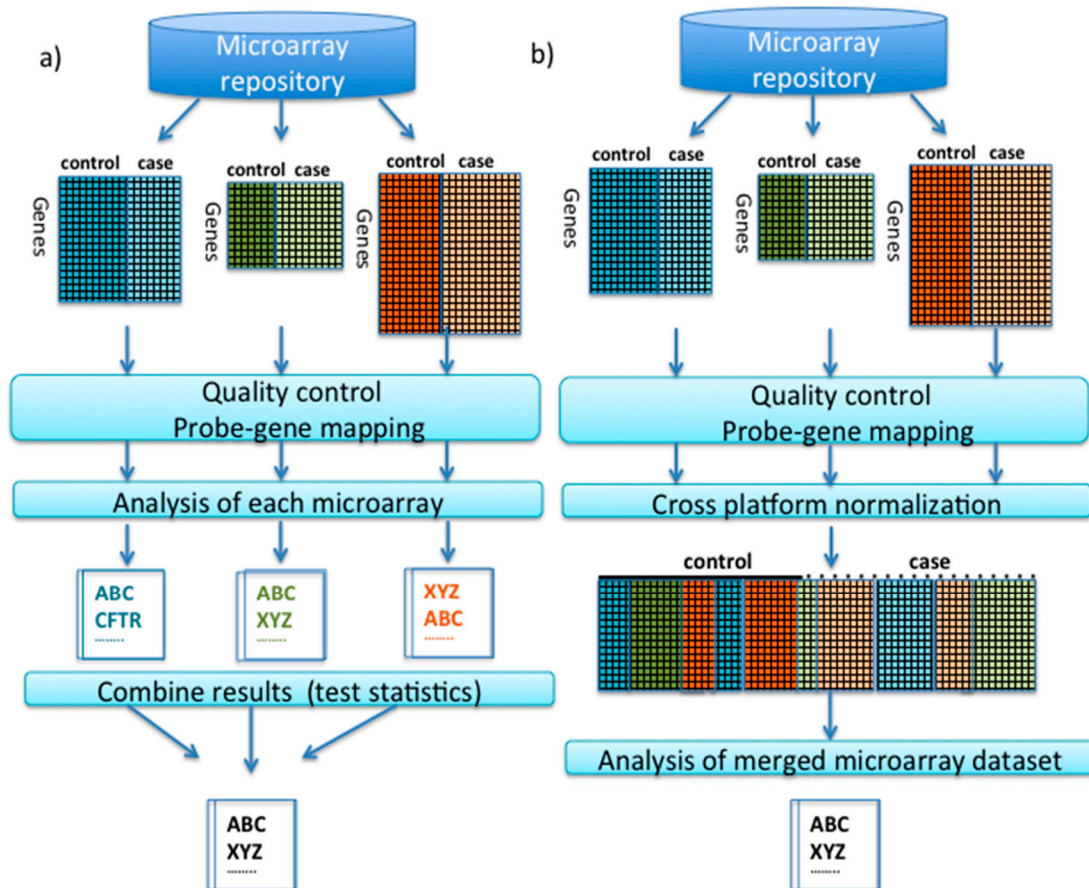 a)
Microarray
repository
control case
control case
control case
Genes
Genes
Genes
Quality control
Probe-gene mapping
Analysis of each microarray
ABC
CFTR
........
ABC
XYZ
........
XYZ
ABC
........
Combine results (test statistics)
ABC
XYZ
........
b)
Microarray
repository
control case
control case
control case
Genes
Genes
Genes
Quality control
Probe-gene mapping
Cross platform normalization
control case
Analysis of merged microarray dataset
ABC
XYZ
........